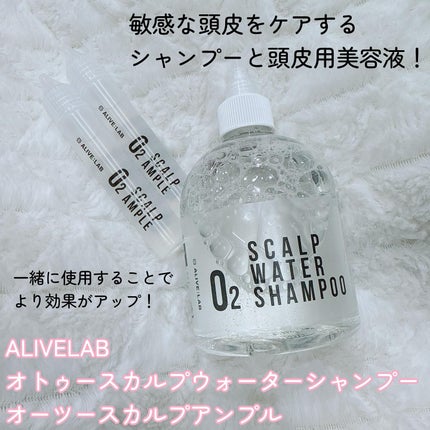 敏感な頭皮をケアする
シャンプーと頭皮用美容液！
ALIVE:LAB
O2 SCALP
AMPLE
ALIVE:LAB
O2 SCALP
AMPLE
SCALP
WATER
O2 SHAMPOO
ALIVE:LAB
一緒に使用することで
より効果がアップ！
ALIVELAB
オトゥースカルプウォーターシャンプー
オーツースカルプアンプル